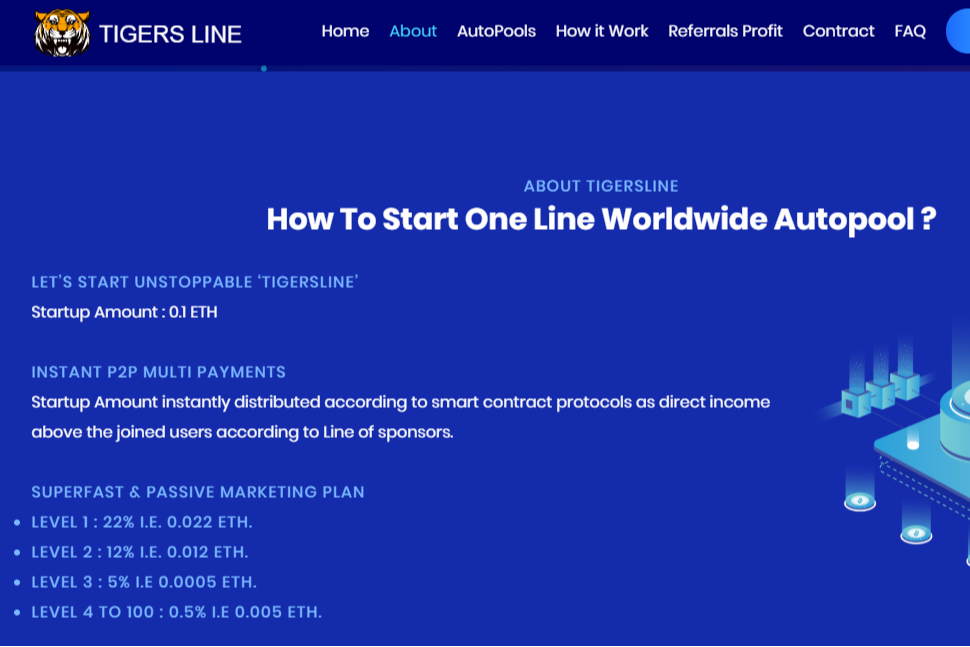 TIGERS LINE
Home About AutoPools How it Work Referrals Profit Contract FAQ
ABOUT TIGERSLINE
How To Start One Line Worldwide Autopool ?
LET'S START UNSTOPPABLE ‘TIGERSLINE’
Startup Amount : 0.1 ETH
INSTANT P2P MULTI PAYMENTS
Startup Amount instantly distributed according to smart contract protocols as direct income
above the joined users according to Line of sponsors.
SUPERFAST & PASSIVE MARKETING PLAN
LEVEL 1 : 22% I.E. 0.022 ETH.
LEVEL 2 : 12% I.E. 0.012 ETH.
LEVEL 3 : 5% I.E 0.0005 ETH.
LEVEL 4 TO 100 : 0.5% I.E 0.005 ETH.